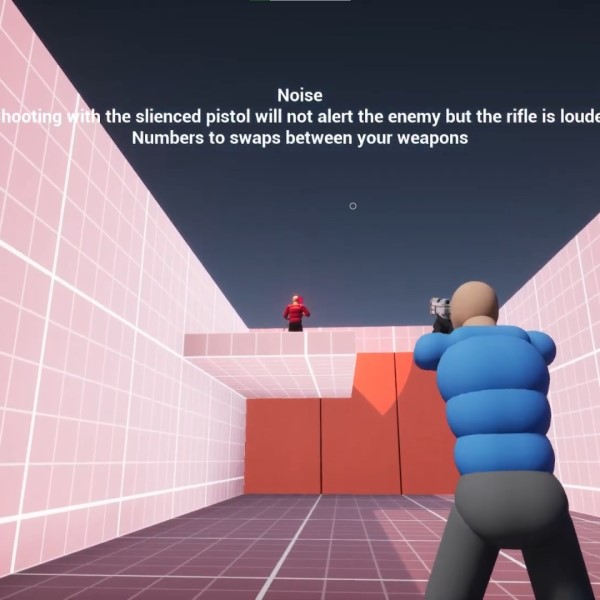 Noise
hooting with the slienced pistol will not alert the enemy but the rifle is loude
Numbers to swaps between your weapons